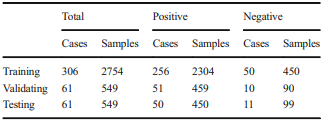 Total Positive Negative
Cases Samples Cases Samples Cases Samples
Training 306 2754 256 2304 50 450
Validating 61 549 51 459 10 90
Testing 61 549 50 450 11 99